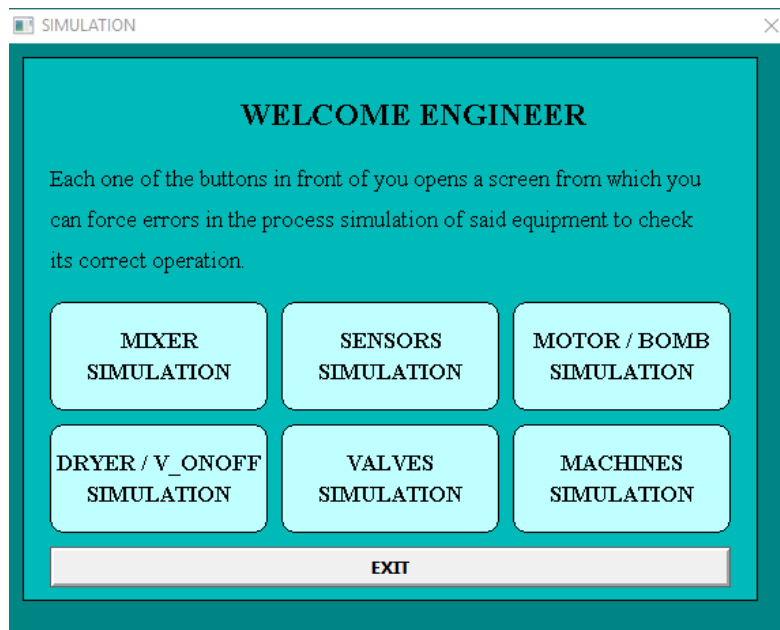 SIMULATION
WELCOME ENGINEER
Each one of the buttons in front of you opens a screen from which you
can force errors in the process simulation of said equipment to check
its correct operation.
MIXER
SIMULATION
SENSORS
SIMULATION
MOTOR / BOMB
SIMULATION
DRYER / V_ONOFF
SIMULATION
VALVES
SIMULATION
MACHINES
SIMULATION
EXIT